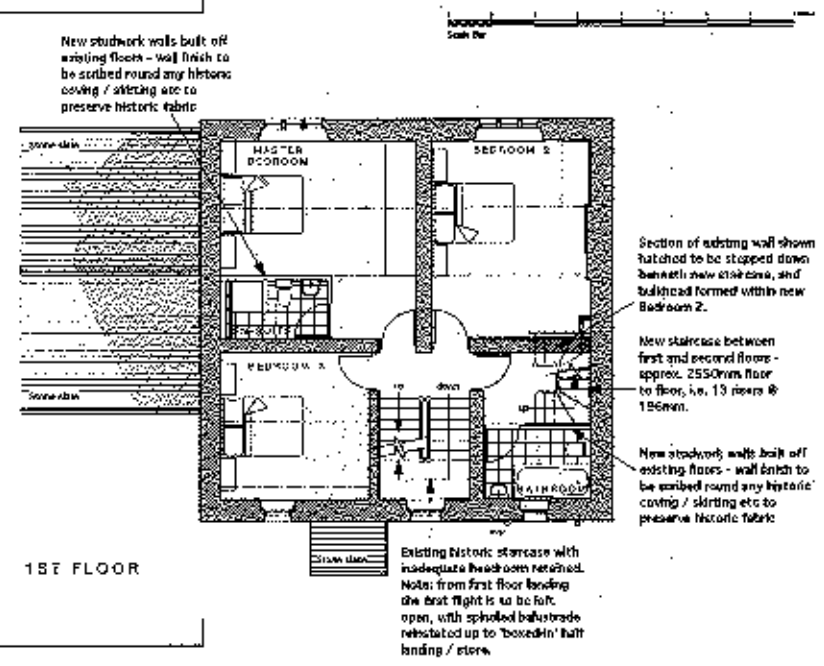 Scale Bar
New studwork walls built off
existing floors - wall finish to
be scribed round any historic
coving / skirting etc to
preserve historic fabric
Stone slate
MASTER
BEDROOM
BEDROOM 2
Section of existing wall shown
hatched to be stepped down
beneath new staircase, and
bulkhead formed within new
Bedroom 2.
New staircase between
first and second floors -
approx. 2550mm floor
to floor, i.e. 13 risers @
196mm.
ENSUITE
BEDROOM 3
up
down
up
Stone slate
New studwork walls built off
existing floors - wall finish to
be scribed round any historic
coving / skirting etc to
preserve historic fabric
BATHROOM
1ST FLOOR
Stone slate
Existing historic staircase with
inadequate headroom retained.
Note: from first floor landing
the first flight is to be left
open, with spindled balustrade
reinstated up to 'boxed-in' half
landing / store.